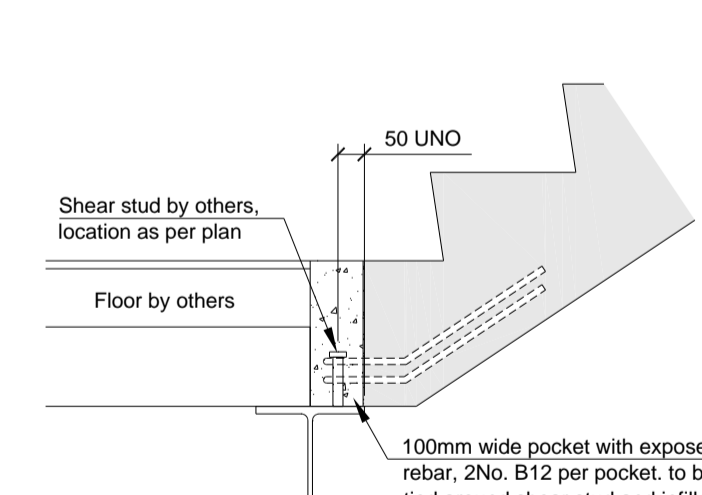 50 UNO
Shear stud by others,
location as per plan
Floor by others
100mm wide pocket with
rebar, 2No. B12 per pocket. to